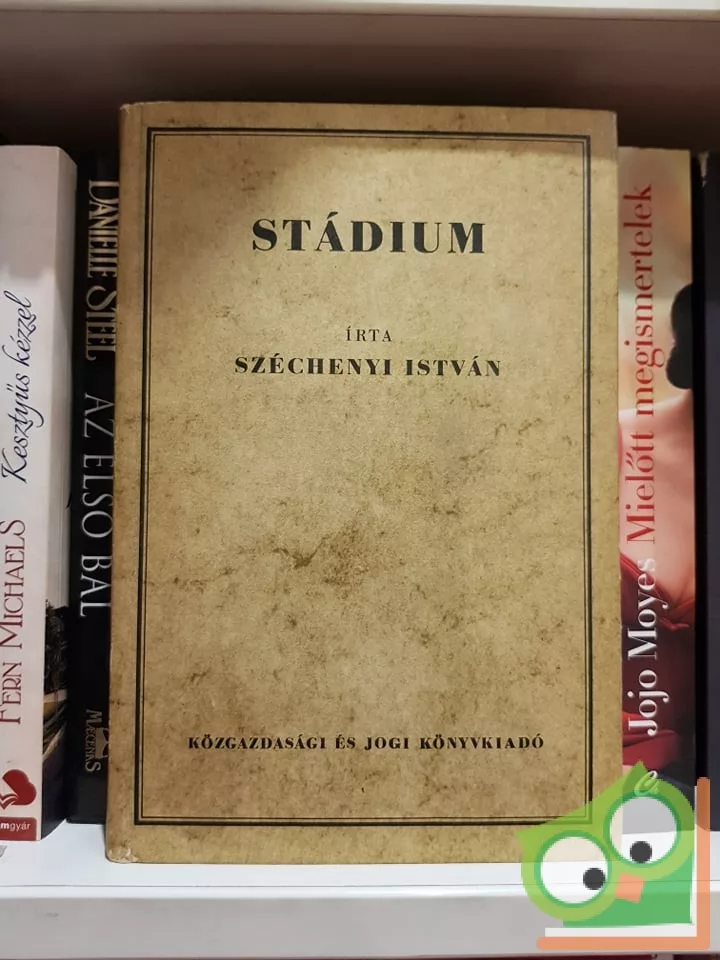 STÁDIUM
ÍRTA
SZÉCHENYI ISTVÁN
KÖZGAZDASÁGI ÉS JOGI KÖNYVKIADÓ
FERN MICHAELS Kesztyűs kézzel
DANIELLE STEEL AZ ELSŐ BÁL
MAECENAS
Jojo Moyes Mielőtt megismertelek